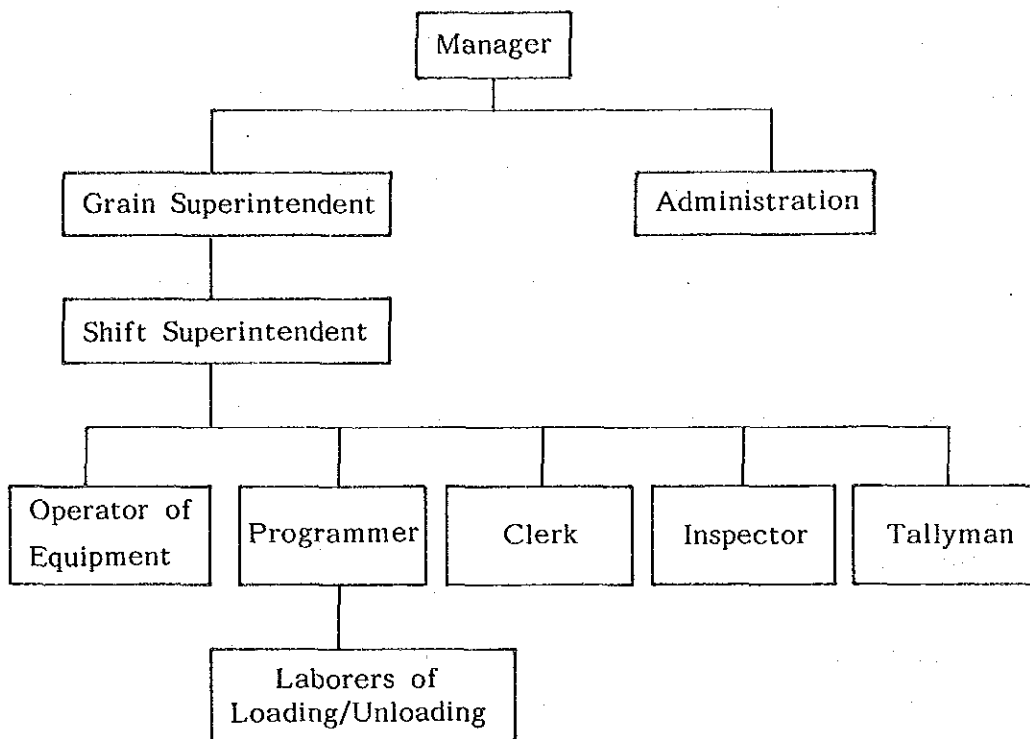 Manager
Grain Superintendent
Administration
Shift Superintendent
Operator of
Equipment
Programmer
Clerk
Inspector
Tallyman
Laborers of
Loading/Unloading